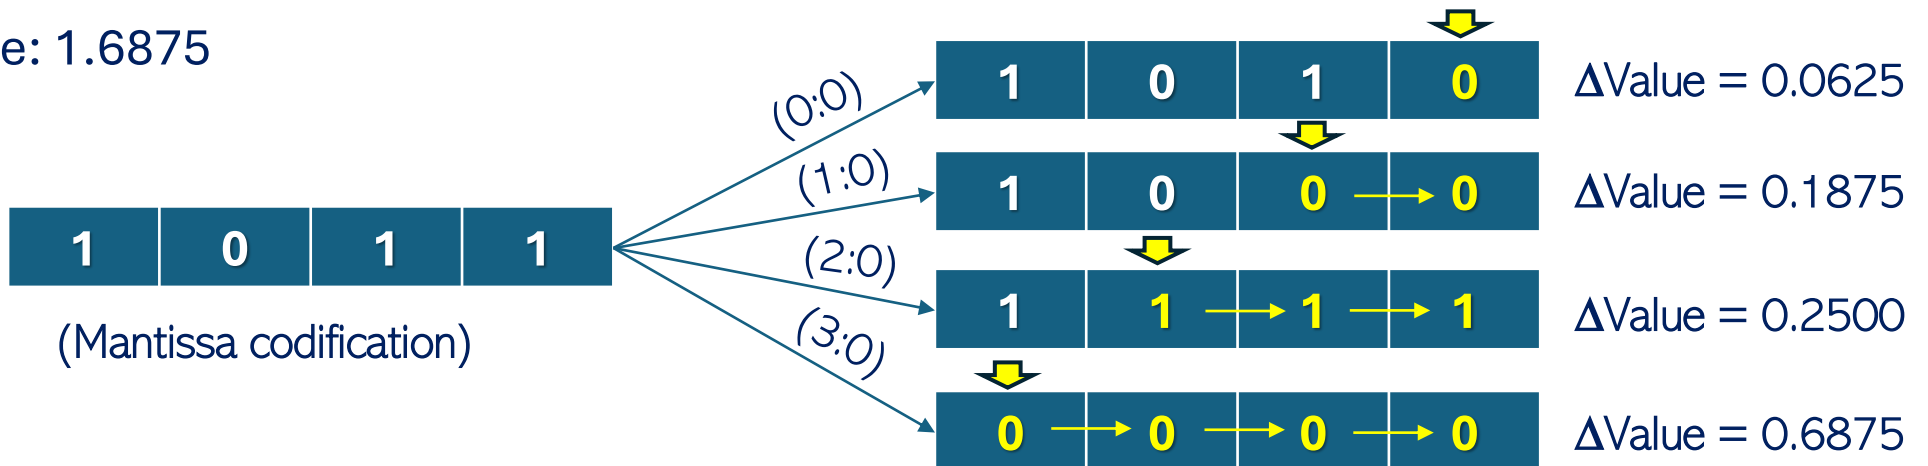 e: 1.6875
1 0 1 1
(Mantissa codification)
(0:0)
1 0 1 0
ΔValue = 0.0625
(1:0)
1 0 0 0
ΔValue = 0.1875
(2:0)
1 1 1 1
ΔValue = 0.2500
(3:0)
0 0 0 0
ΔValue = 0.6875